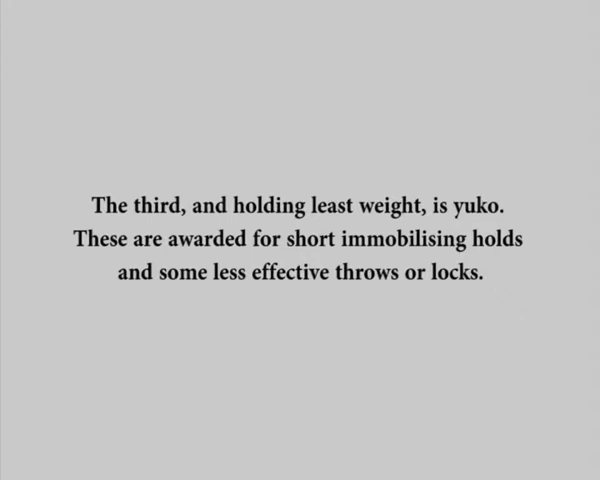 The third, and holding least weight, is yuko.
These are awarded for short immobilising holds
and some less effective throws or locks.